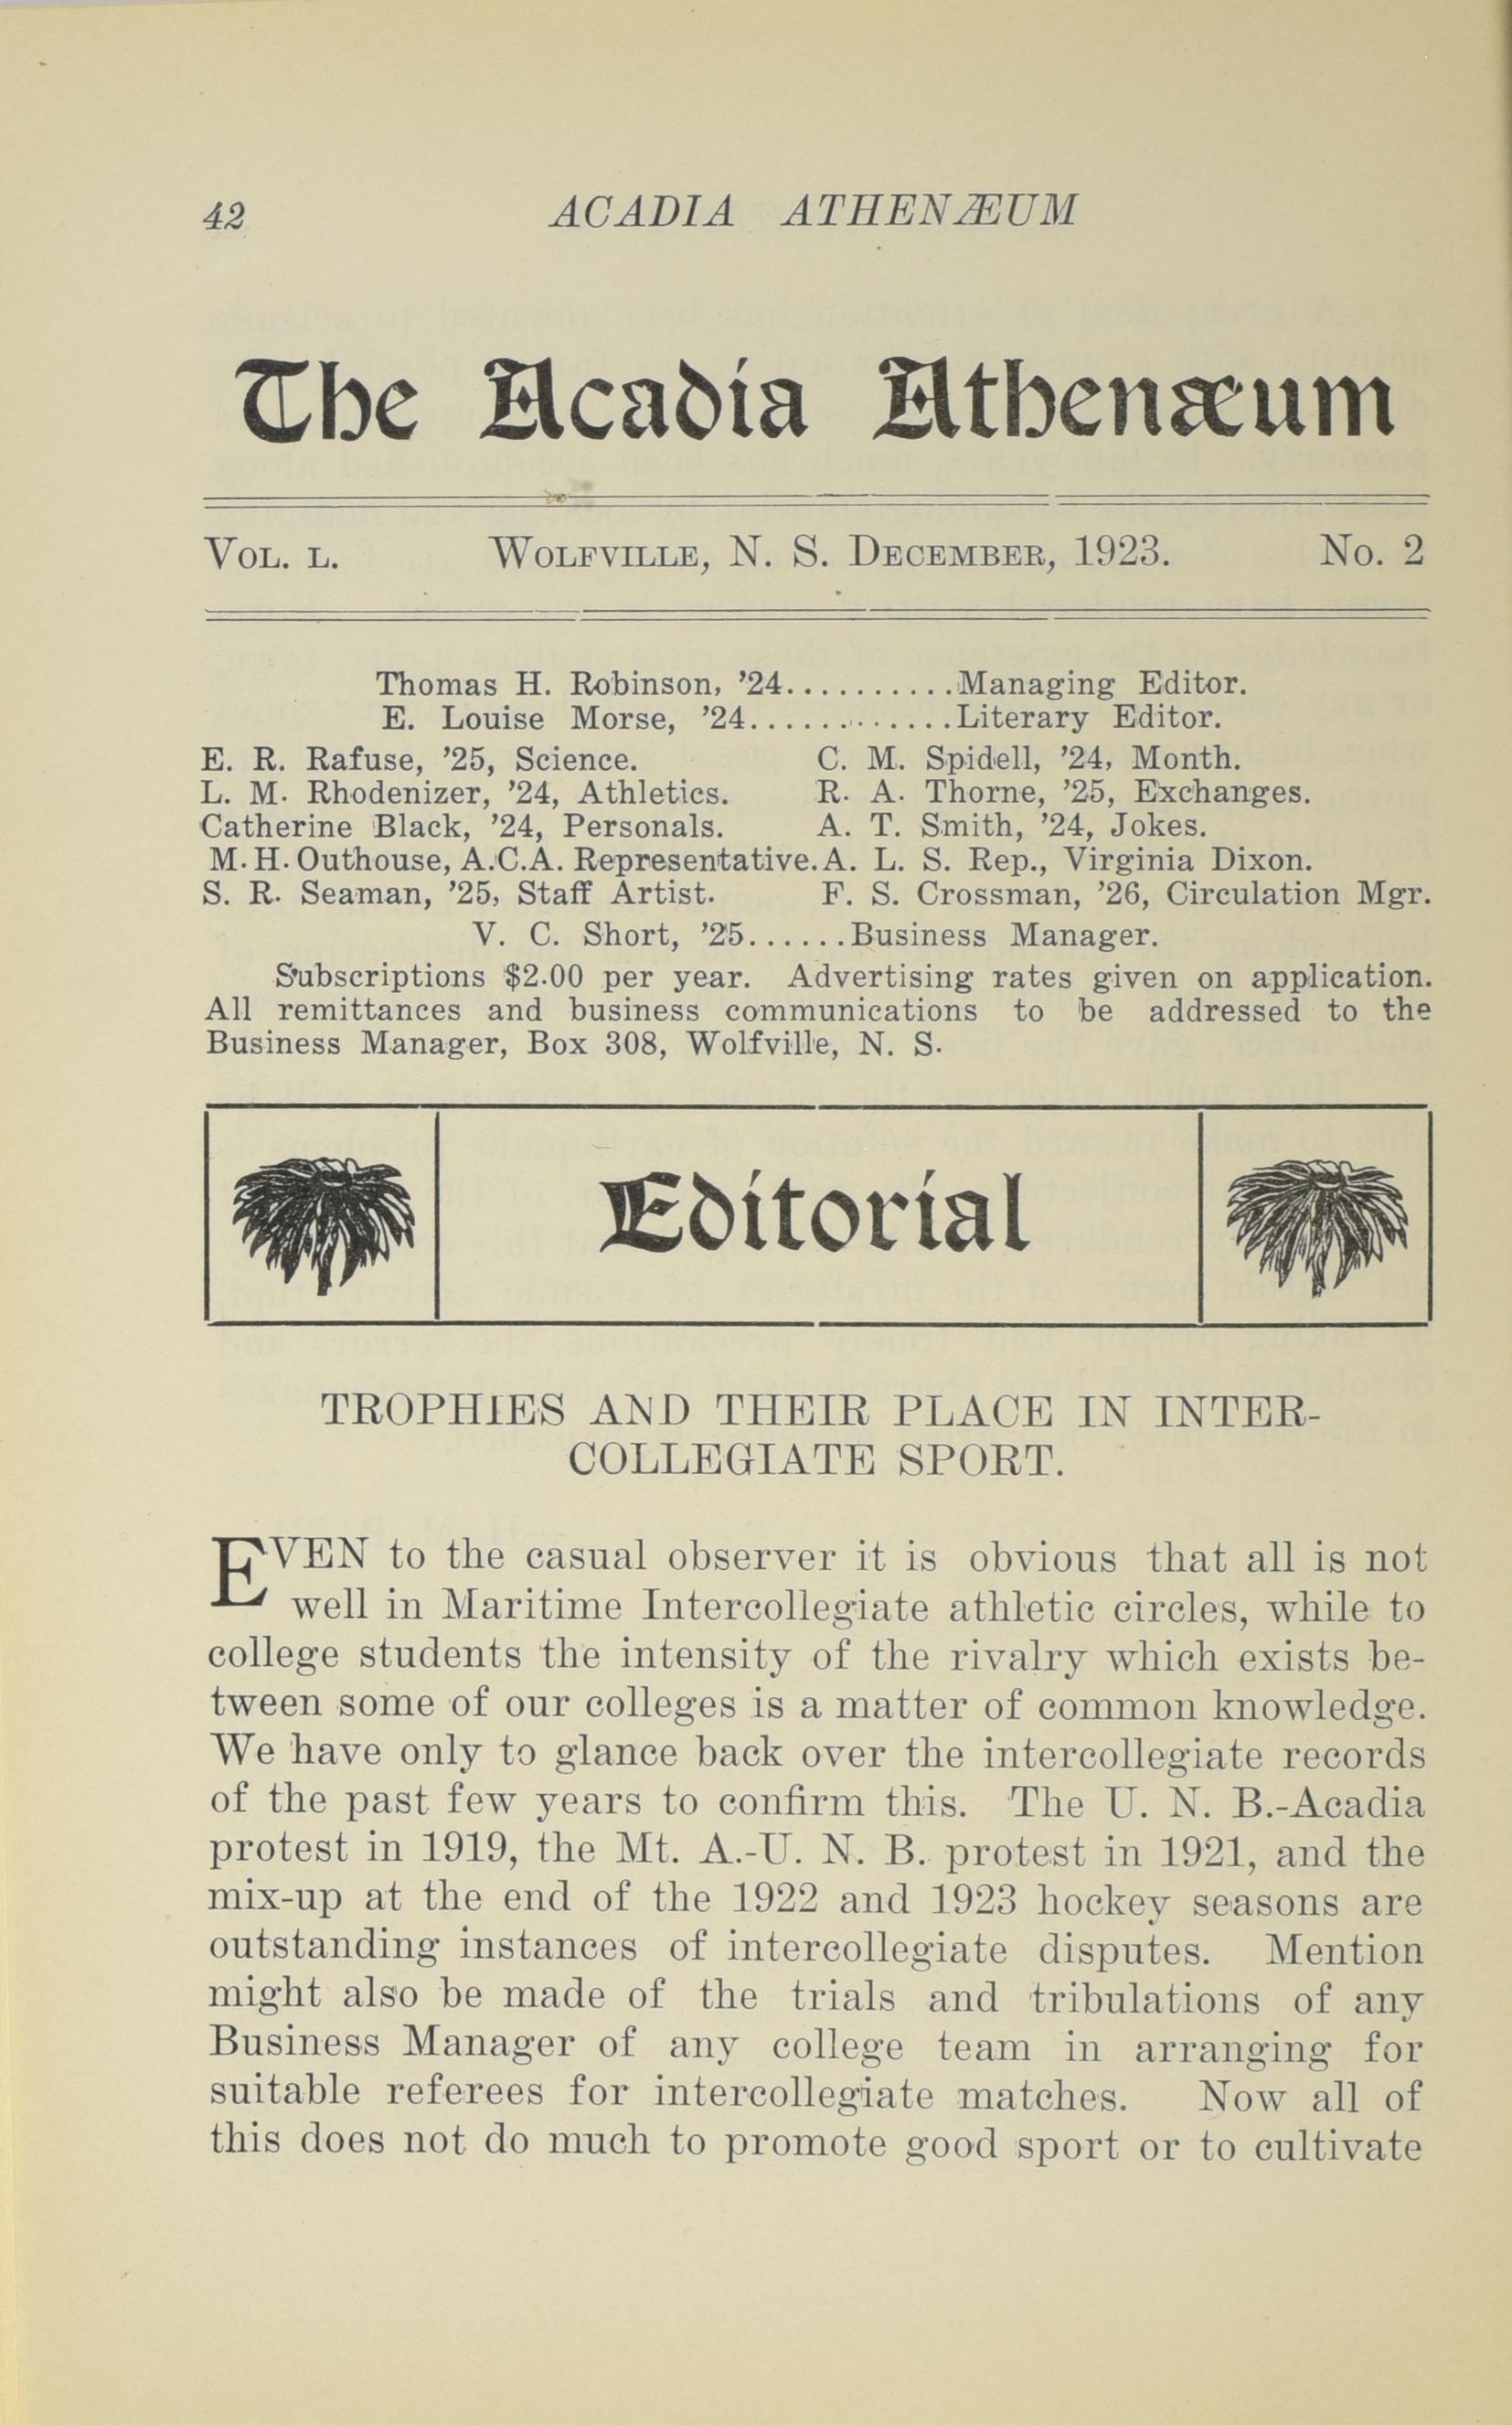 42 ACADIA ATHENÆUM
The Acadia Athenæum
VOL. L. WOLFVILLE, N. S. DECEMBER, 1923. No. 2
Thomas H. Robinson, '24...........Managing Editor.
E. Louise Morse, '24.............Literary Editor.
E. R. Rafuse, '25, Science. C. M. Spidell, '24, Month.
L. M. Rhodenizer, '24, Athletics. R. A. Thorne, '25, Exchanges.
Catherine Black, '24, Personals. A. T. Smith, '24, Jokes.
M. H. Outhouse, A.C.A. Representative. A. L. S. Rep., Virginia Dixon.
S. R. Seaman, '25, Staff Artist. F. S. Crossman, '26, Circulation Mgr.
V. C. Short, '25......Business Manager.
Subscriptions $2.00 per year. Advertising rates given on application.
All remittances and business communications to be addressed to the
Business Manager, Box 308, Wolfville, N. S.
Editorial
TROPHIES AND THEIR PLACE IN INTER-
COLLEGIATE SPORT.
EVEN to the casual observer it is obvious that all is not
well in Maritime Intercollegiate athletic circles, while to
college students the intensity of the rivalry which exists be-
tween some of our colleges is a matter of common knowledge.
We have only to glance back over the intercollegiate records
of the past few years to confirm this. The U. N. B.-Acadia
protest in 1919, the Mt. A.-U. N. B. protest in 1921, and the
mix-up at the end of the 1922 and 1923 hockey seasons are
outstanding instances of intercollegiate disputes. Mention
might also be made of the trials and tribulations of any
Business Manager of any college team in arranging for
suitable referees for intercollegiate matches. Now all of
this does not do much to promote good sport or to cultivate